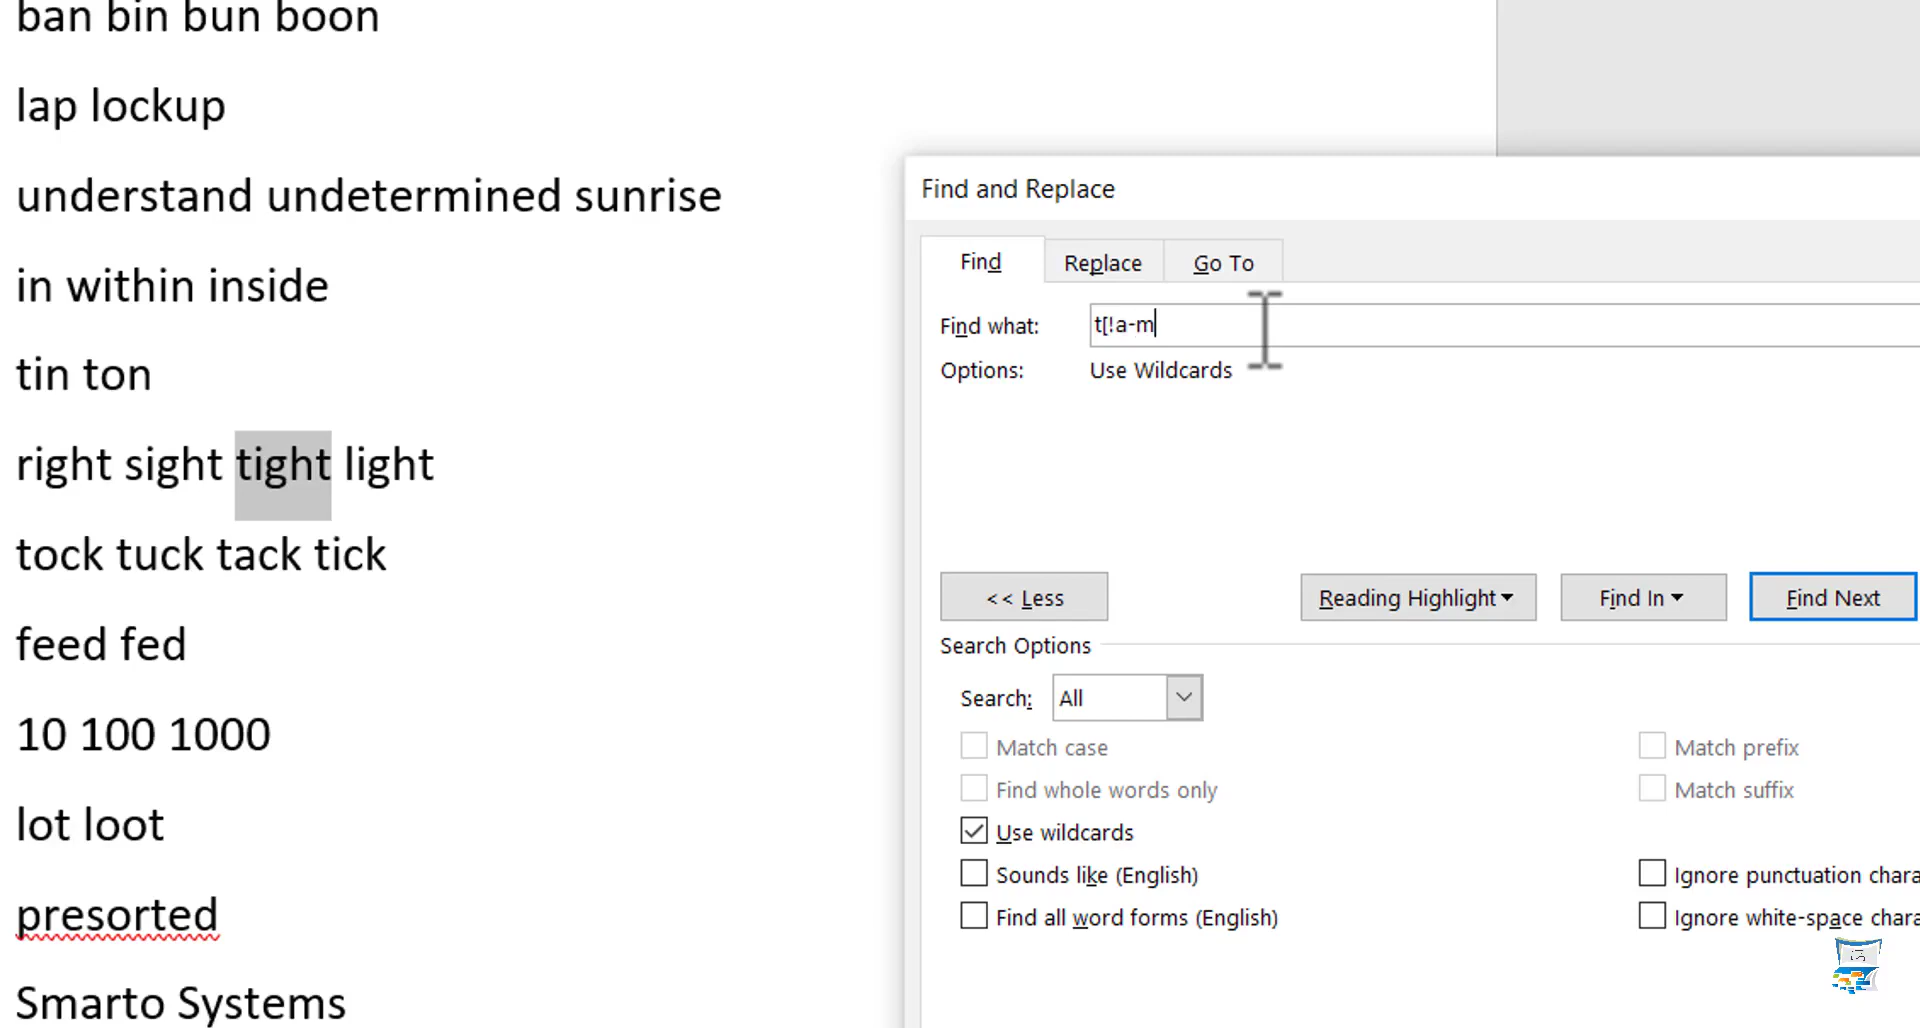 ban bin bun boon
lap lockup
understand undetermined sunrise
in within inside
tin ton
right sight tight light
tock tuck tack tick
feed fed
10 100 1000
lot loot
presorted
Smarto Systems
Find and Replace
Find Replace Go To
Find what: t[!a-m
Options: Use Wildcards
<< Less Reading Highlight Find In Find Next
Search Options
Search: All
Match case Match prefix
Find whole words only Match suffix
Use wildcards
Sounds like (English) Ignore punctuation chara
Find all word forms (English) Ignore white-space chara